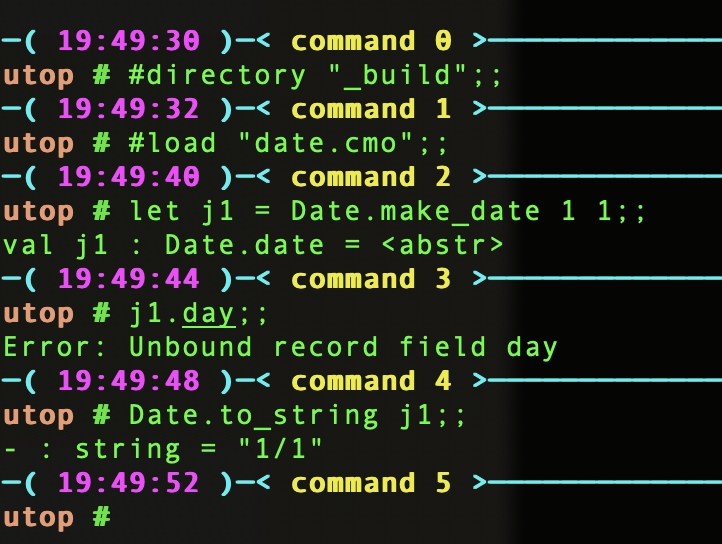 ─( 19:49:30 )─< command 0 >────────────
utop # #directory "_build";;
─( 19:49:32 )─< command 1 >────────────
utop # #load "date.cmo";;
─( 19:49:40 )─< command 2 >────────────
utop # let j1 = Date.make_date 1 1;;
val j1 : Date.date = <abstr>
─( 19:49:44 )─< command 3 >────────────
utop # j1.day;;
Error: Unbound record field day
─( 19:49:48 )─< command 4 >────────────
utop # Date.to_string j1;;
- : string = "1/1"
─( 19:49:52 )─< command 5 >────────────
utop #